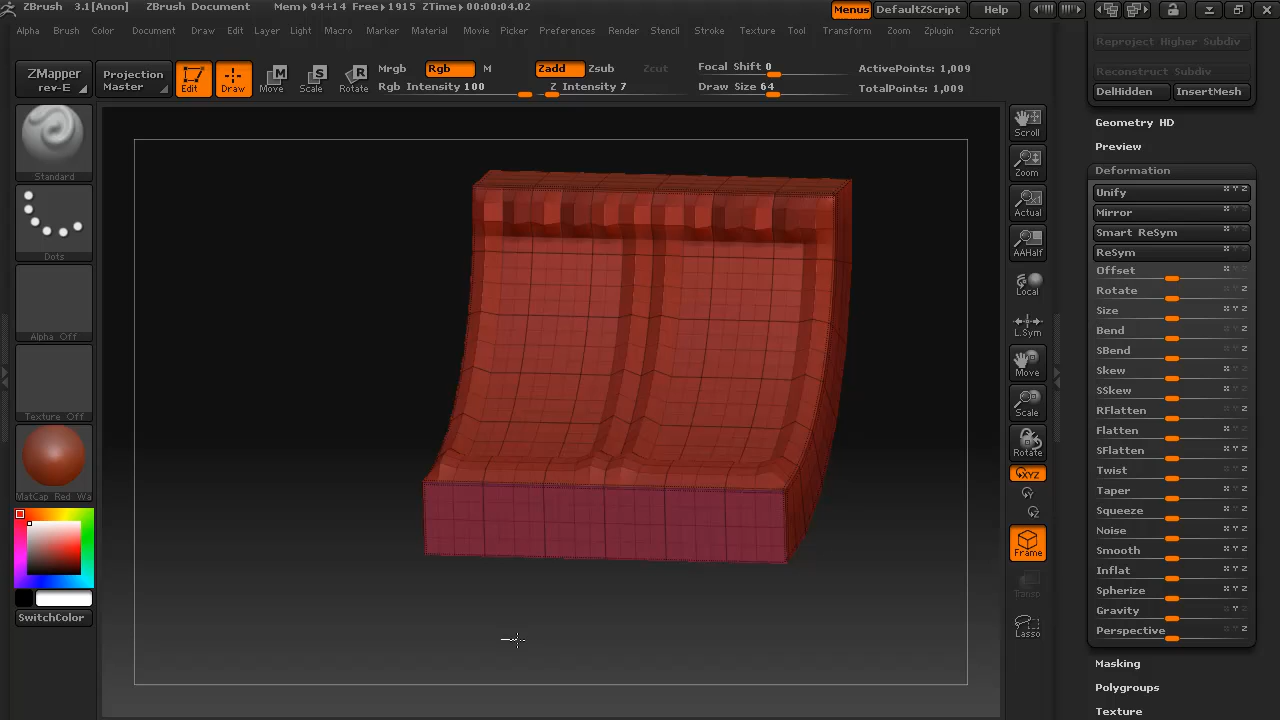 ZBrush 3.1[Anon] ZBrush Document Mem▸94+14 Free▸1915 ZTime▸00:00:04.02 Menus DefaultZScript Help
Alpha Brush Color Document Draw Edit Layer Light Macro Marker Material Movie Picker Preferences Render Stencil Stroke Texture Tool Transform Zoom Zplugin Zscript
ZMapper
rev-E
Projection
Master
Edit
Draw
Move
Scale
Rotate
Mrgb Rgb M
Rgb Intensity 100
Zadd Zsub Zcut
Z Intensity 7
Focal Shift 0
Draw Size 64
ActivePoints: 1,009
TotalPoints: 1,009
Standard
Dots
Alpha Off
Texture Off
MatCap Red Wa
SwitchColor
Scroll
Zoom
Actual
AAHalf
Local
L.Sym
Move
Scale
Rotate
XYZ
Y
Z
Frame
Transp
Lasso
Reproject Higher Subdiv
Reconstruct Subdiv
DelHidden InsertMesh
Geometry HD
Preview
Deformation
Unify X Y Z
Mirror X Y Z
Smart ReSym X Y Z
ReSym X Y Z
Offset X Y Z
Rotate X Y Z
Size X Y Z
Bend X Y Z
SBend X Y Z
Skew X Y Z
SSkew X Y Z
RFlatten X Y Z
Flatten X Y Z
SFlatten X Y Z
Twist X Y Z
Taper X Y Z
Squeeze X Y Z
Noise X Y Z
Smooth X Y Z
Inflat X Y Z
Spherize X Y Z
Gravity X Y Z
Perspective X Y Z
Masking
Polygroups
Texture